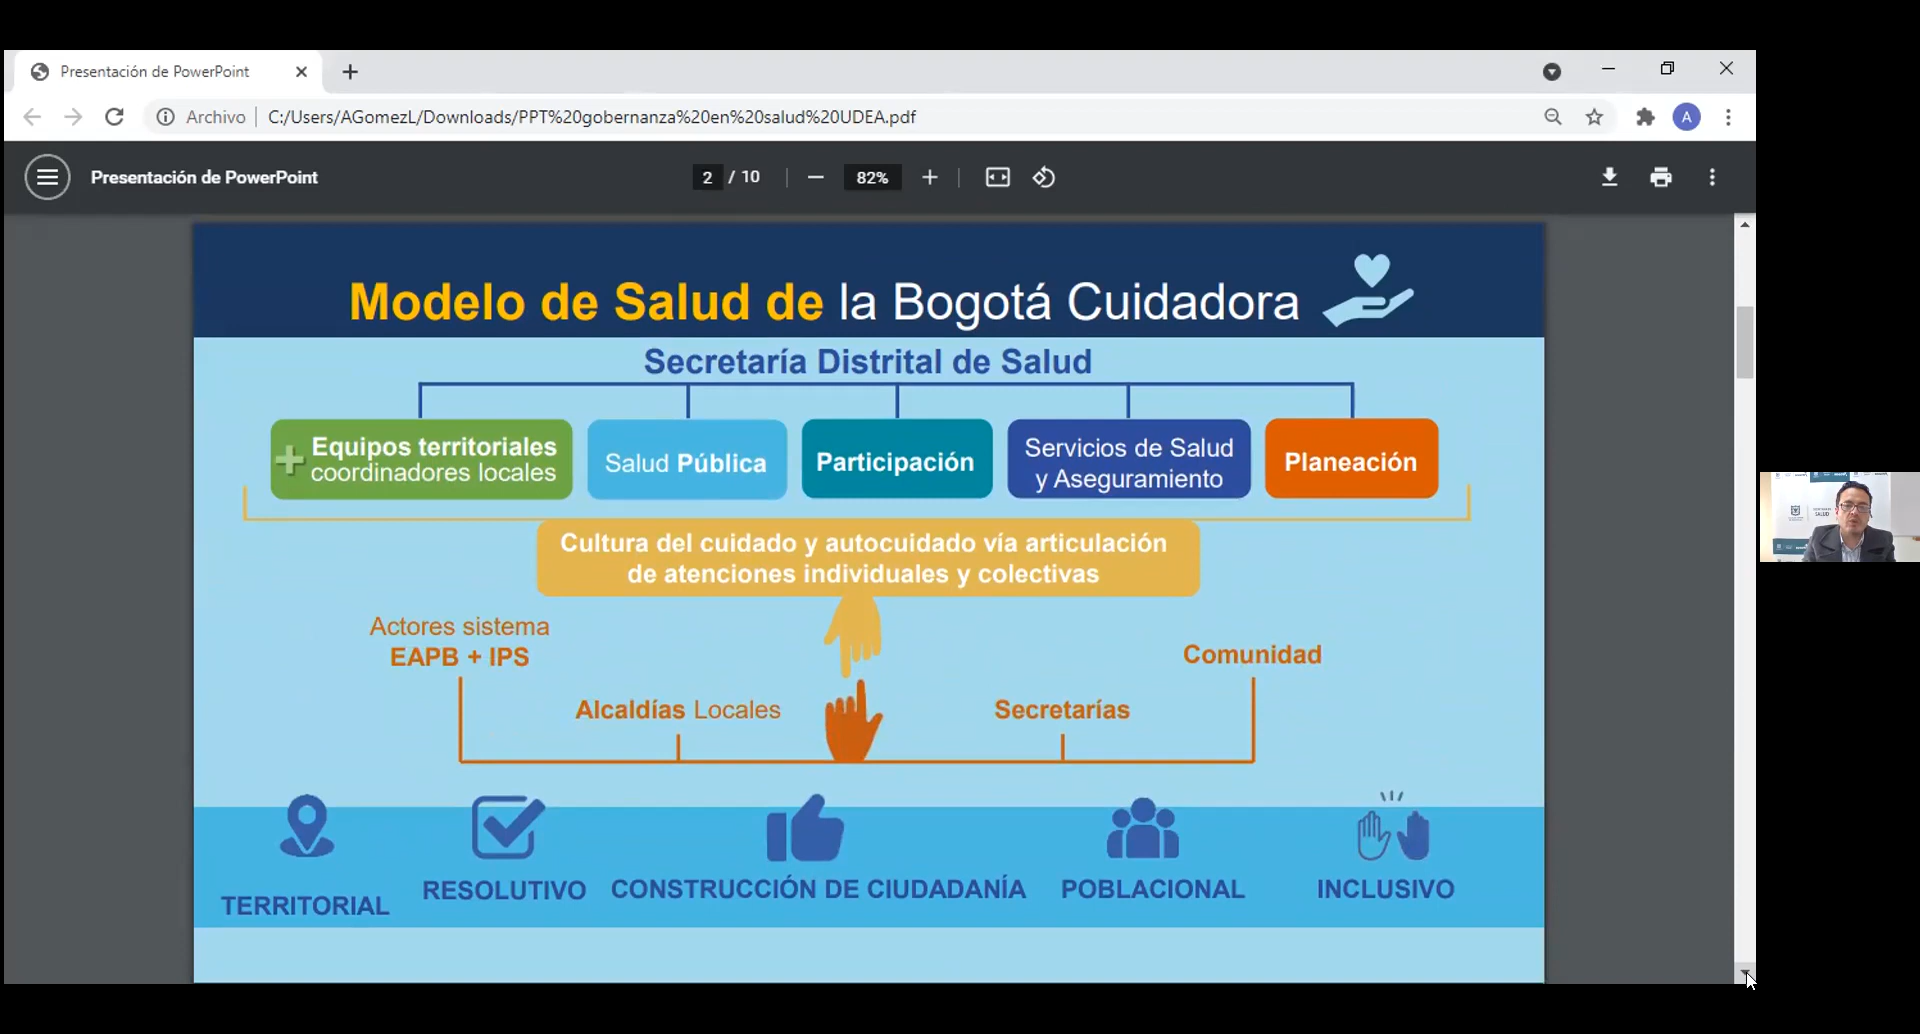 Presentación de PowerPoint
Archivo
C:/Users/AGomezL/Downloads/PPT%20gobernanza%20en%20salud%20UDEA.pdf
A
Presentación de PowerPoint
2 / 10
82%
Modelo de Salud de la Bogotá Cuidadora
Secretaría Distrital de Salud
Equipos territoriales
coordinadores locales
Salud Pública
Participación
Servicios de Salud
y Aseguramiento
Planeación
Cultura del cuidado y autocuidado vía articulación
de atenciones individuales y colectivas
Actores sistema
EAPB + IPS
Comunidad
Alcaldías Locales
Secretarías
TERRITORIAL
RESOLUTIVO
CONSTRUCCIÓN DE CIUDADANÍA
POBLACIONAL
INCLUSIVO